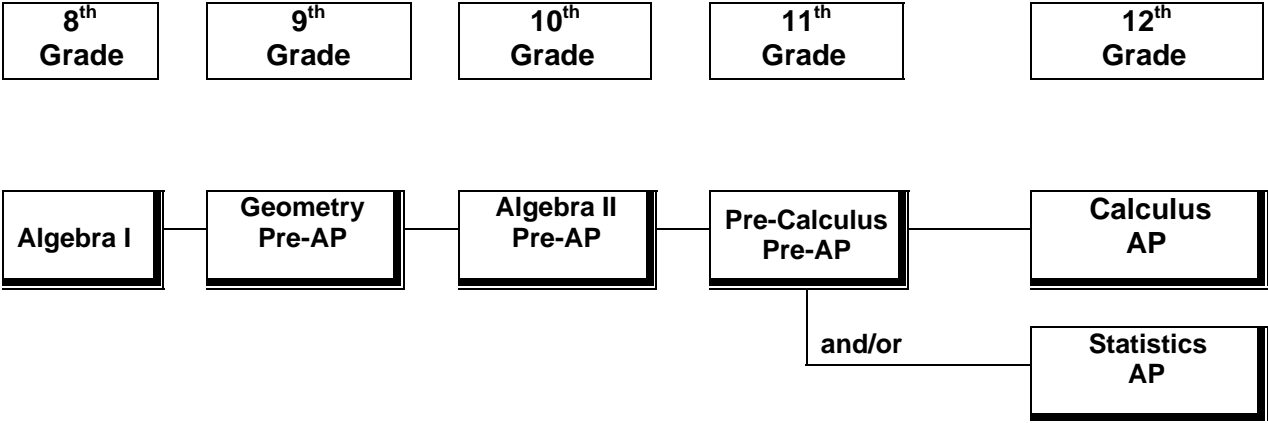 8th
Grade
9th
Grade
10th
Grade
11th
Grade
12th
Grade
Algebra I
Geometry
Pre-AP
Algebra II
Pre-AP
Pre-Calculus
Pre-AP
Calculus
AP
and/or
Statistics
AP